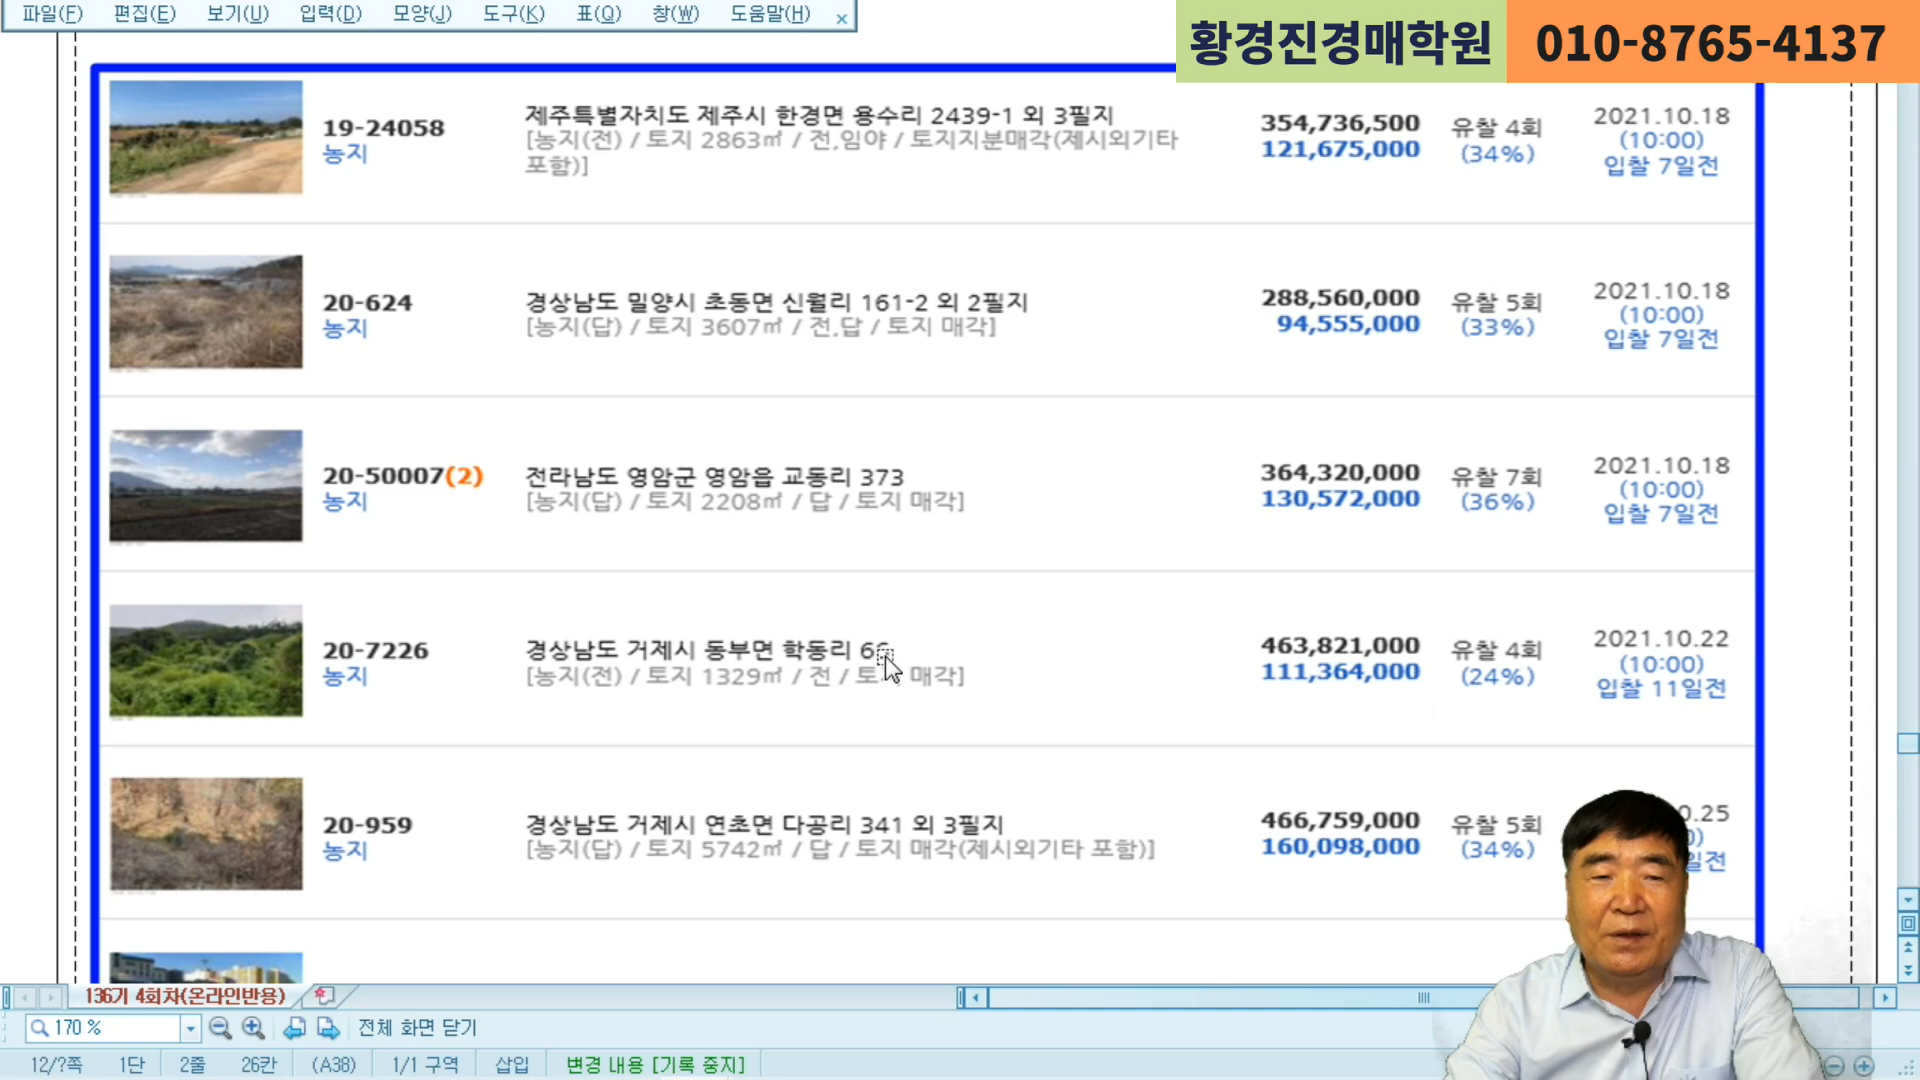 파일(F) 편집(E) 보기(U) 입력(D) 모양(J) 도구(K) 표(Q) 창(W) 도움말(H)
황경진경매학원 010-8765-4137
19-24058
농지
제주특별자치도 제주시 한경면 용수리 2439-1 외 3필지
[농지(전) / 토지 2863㎡ / 전,임야 / 토지지분매각(제시외기타
포함)]
354,736,500
121,675,000
유찰 4회
(34%)
2021.10.18
(10:00)
입찰 7일전
20-624
농지
경상남도 밀양시 초동면 신월리 161-2 외 2필지
[농지(답) / 토지 3607㎡ / 전,답 / 토지 매각]
288,560,000
94,555,000
유찰 5회
(33%)
2021.10.18
(10:00)
입찰 7일전
20-50007(2)
농지
전라남도 영암군 영암읍 교동리 373
[농지(답) / 토지 2208㎡ / 답 / 토지 매각]
364,320,000
130,572,000
유찰 7회
(36%)
2021.10.18
(10:00)
입찰 7일전
20-7226
농지
경상남도 거제시 동부면 학동리
[농지(전) / 토지 1329㎡ / 전 / 토지 매각]
463,821,000
111,364,000
유찰 4회
(24%)
2021.10.22
(10:00)
입찰 11일전
20-959
농지
경상남도 거제시 연초면 다공리 341 외 3필지
[농지(답) / 토지 5742㎡ / 답 / 토지 매각(제시외기타 포함)]
466,759,000
160,098,000
유찰 5회
(34%)
136기 4회차(온라인반용)
170 % 전체 화면 닫기
12/?쪽 1단 2줄 26칸 (A38) 1/1 구역 삽입 변경 내용 [기록 중지]